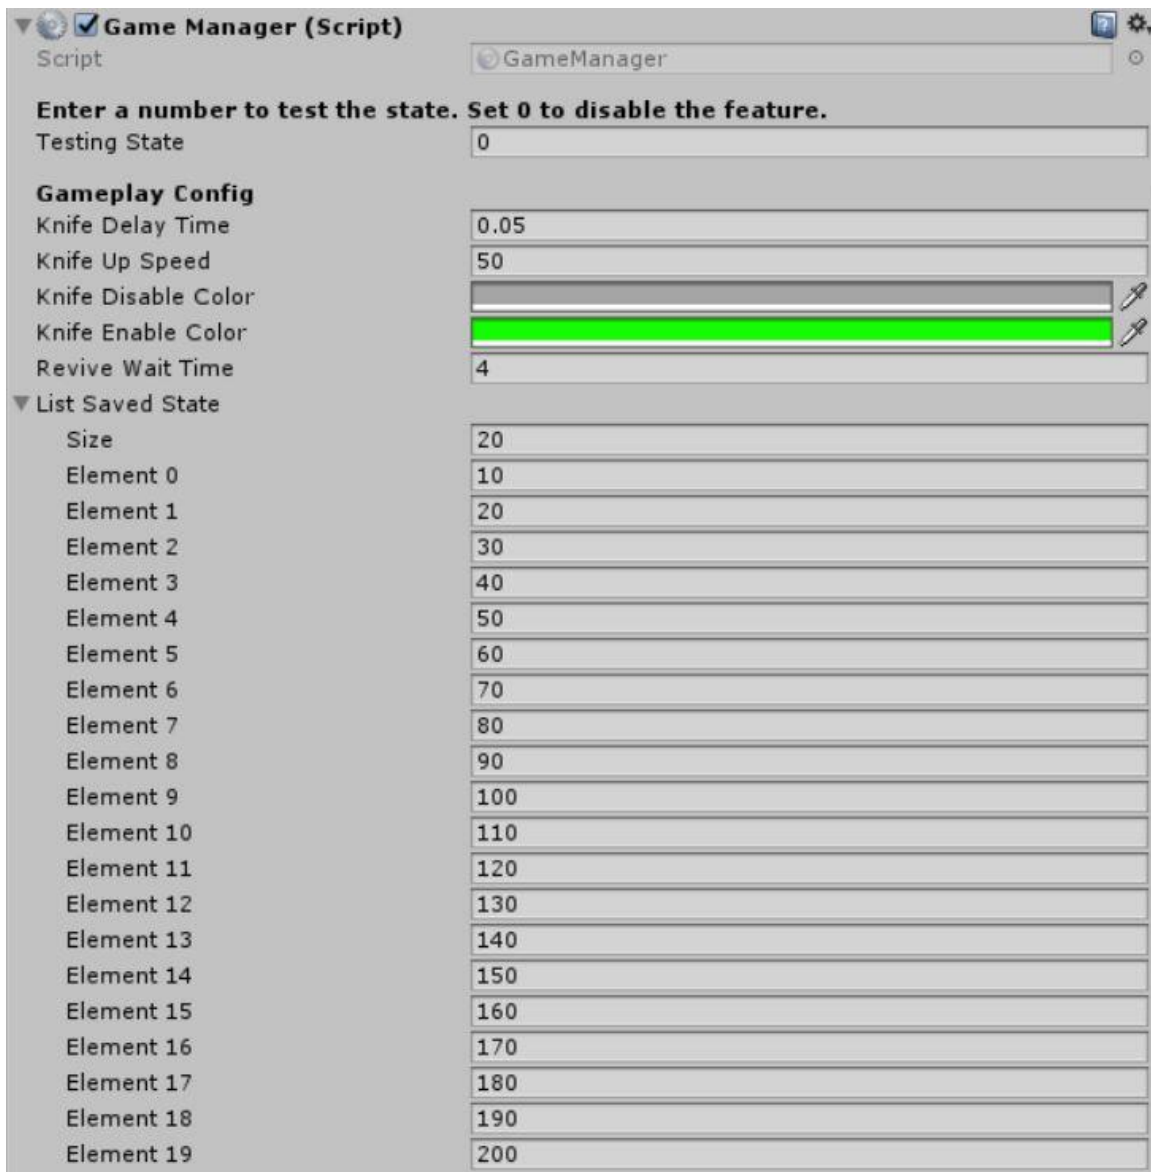 Game Manager (Script)
Script GameManager
Enter a number to test the state. Set 0 to disable the feature.
Testing State 0
Gameplay Config
Knife Delay Time 0.05
Knife Up Speed 50
Knife Disable Color
Knife Enable Color
Revive Wait Time 4
List Saved State
Size 20
Element 0 10
Element 1 20
Element 2 30
Element 3 40
Element 4 50
Element 5 60
Element 6 70
Element 7 80
Element 8 90
Element 9 100
Element 10 110
Element 11 120
Element 12 130
Element 13 140
Element 14 150
Element 15 160
Element 16 170
Element 17 180
Element 18 190
Element 19 200